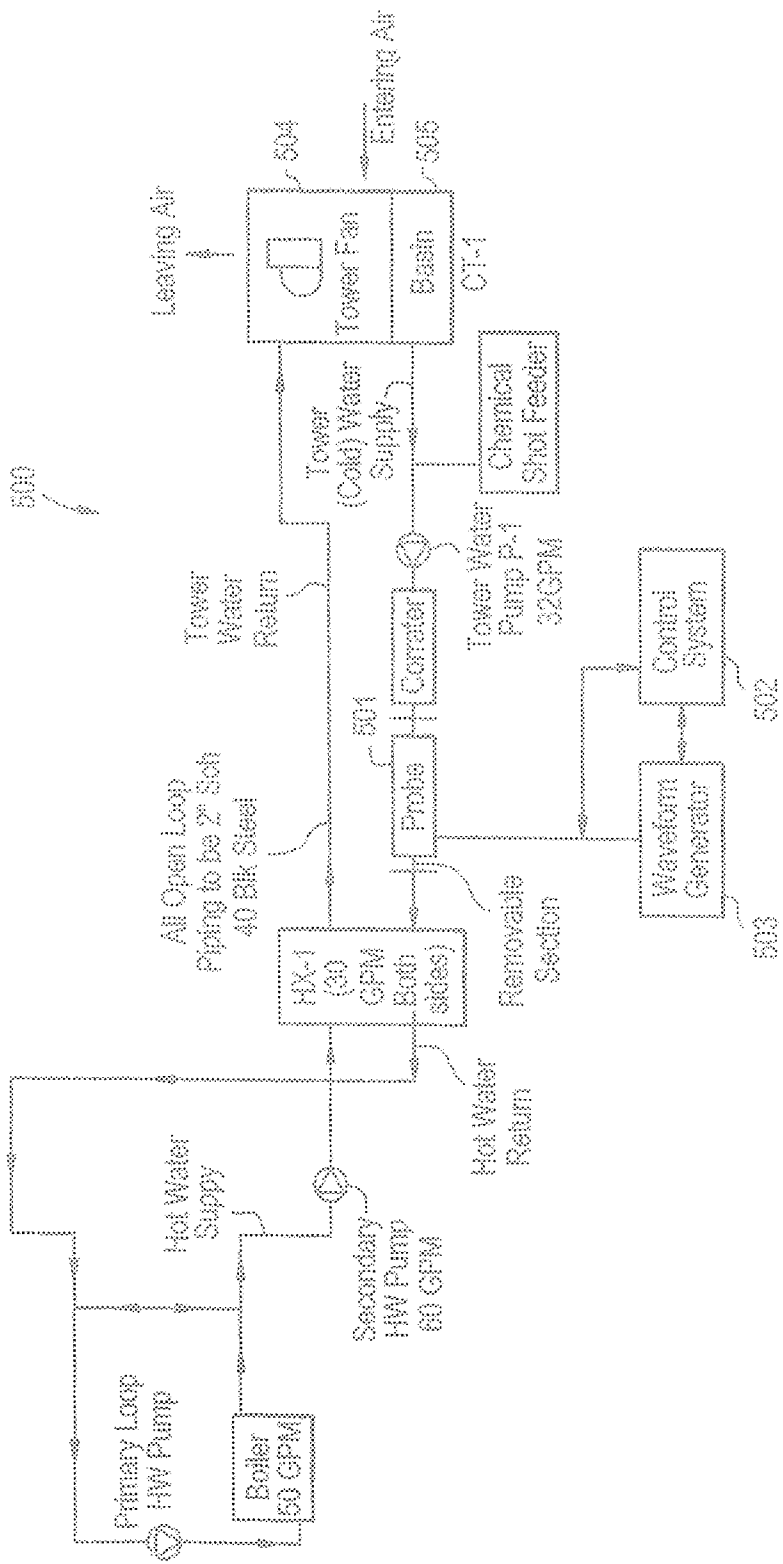 500
Leaving Air
Entering Air
504
Tower Fan
505
Basin
CT-1
Tower
Water
Return
Tower
(Cold) Water
Supply
Chemical
Shot Feeder
Tower Water
Pump P-1
32GPM
Corrater
501
Probe
Removable
Section
Control
System
502
Waveform
Generator
503
All Open Loop
Piping to be 2" Sch
40 Blk Steel
HX-1
(30
GPM
Both
sides)
Hot Water
Return
Hot Water
Suppy
Secondary
HW Pump
60 GPM
Primary Loop
HW Pump
Boiler
50 GPM